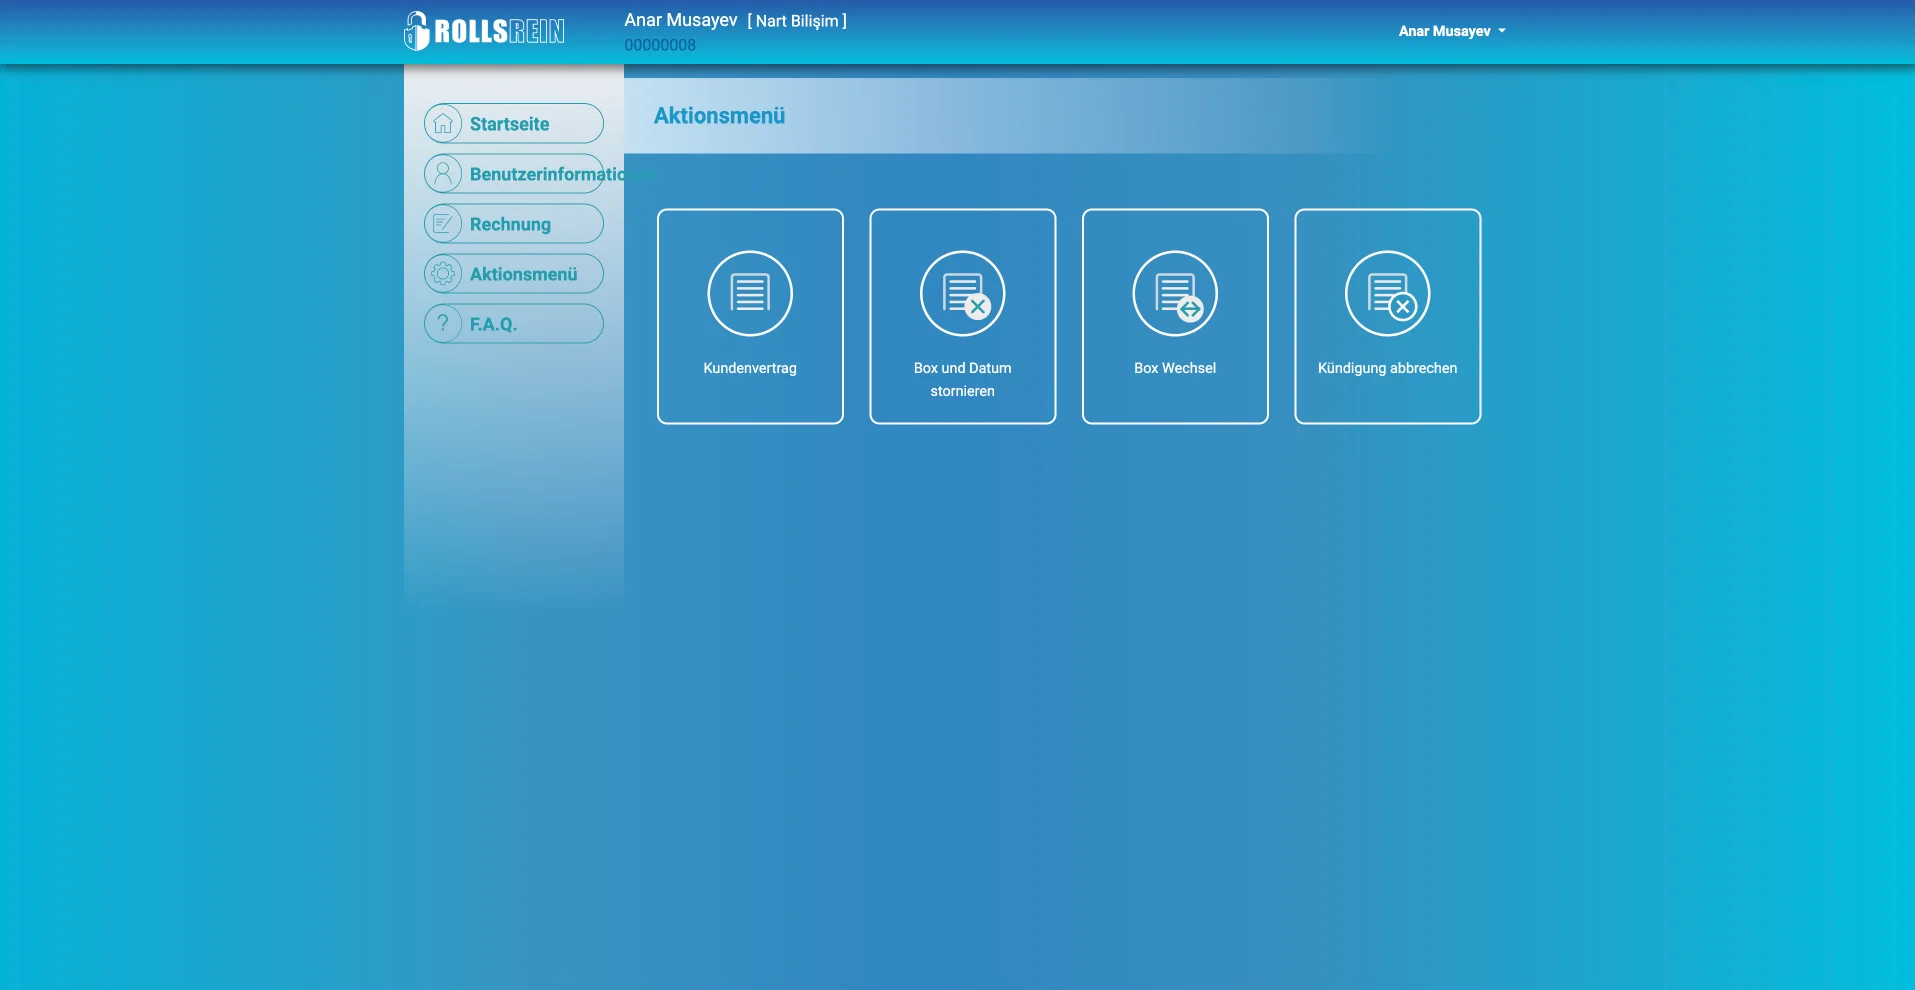 ROLLSREIN
Anar Musayev [ Nart Bilişim ]
00000008
Anar Musayev
Startseite
Rechnung
Aktionsmenü
F.A.Q.
Aktionsmenü
Kundenvertrag
Box und Datum
stornieren
Box Wechsel
Kündigung abbrechen